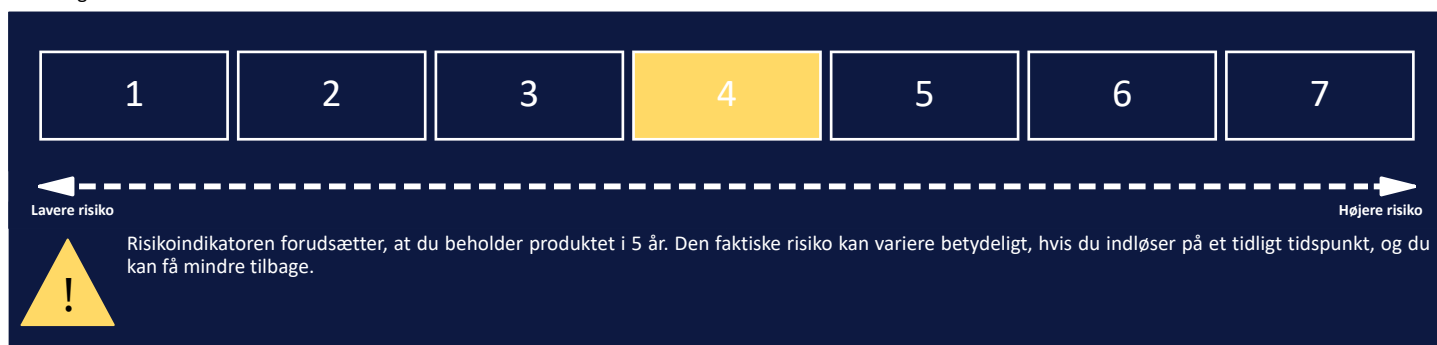 1 2 3 4 5 6 7
Lavere risiko Højere risiko
Risikoindikatoren forudsætter, at du beholder produktet i 5 år. Den faktiske risiko kan variere betydeligt, hvis du indløser på et tidligt tidspunkt, og du
kan få mindre tilbage.
!